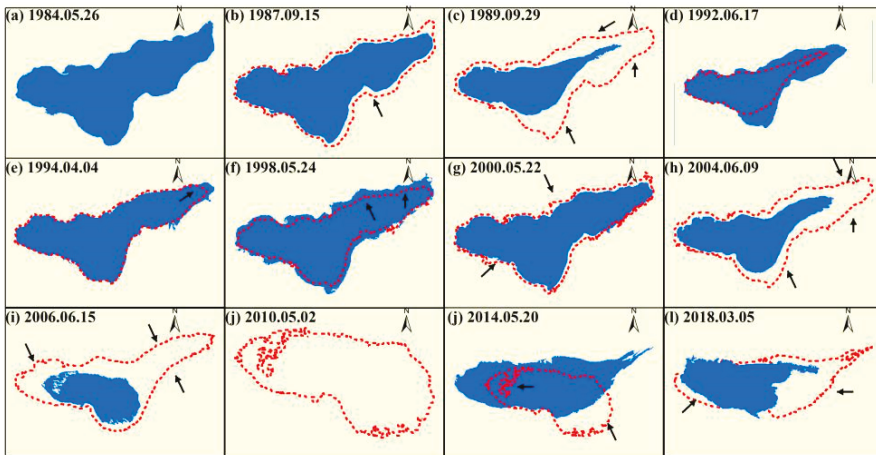 (a) 1984.05.26
N
(b) 1987.09.15
N
(c) 1989.09.29
N
(d) 1992.06.17
N
(e) 1994.04.04
N
(f) 1998.05.24
N
(g) 2000.05.22
N
(h) 2004.06.09
N
(i) 2006.06.15
N
(j) 2010.05.02
N
(j) 2014.05.20
N
(l) 2018.03.05
N